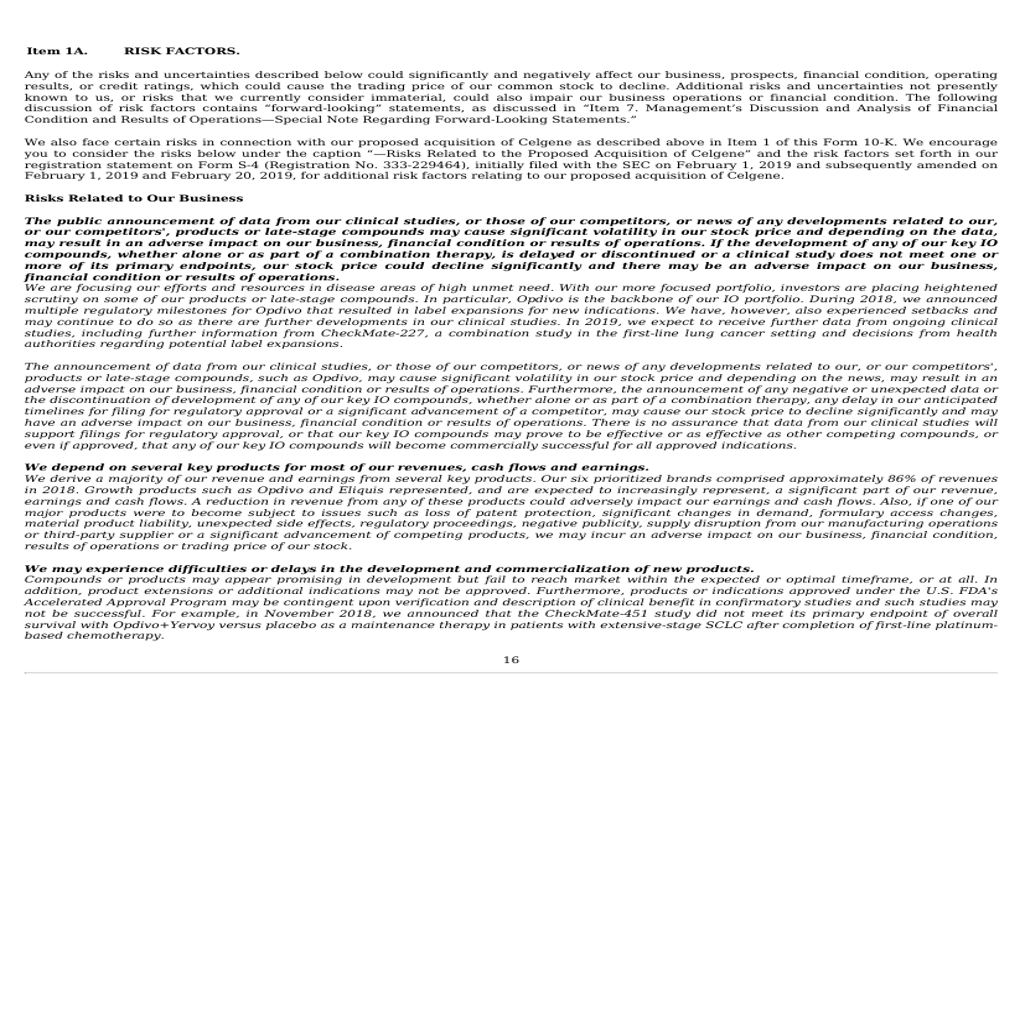 Item 1A. RISK FACTORS.
Any of the risks and uncertainties described below could significantly and negatively affect our business, prospects, financial condition, operating
results, or credit ratings, which could cause the trading price of our common stock to decline. Additional risks and uncertainties not presently
known to us, or risks that we currently consider immaterial, could also impair our business operations or financial condition. The following
discussion of risk factors contains “forward-looking” statements, as discussed in “Item 7. Management’s Discussion and Analysis of Financial
Condition and Results of Operations—Special Note Regarding Forward-Looking Statements.”
We also face certain risks in connection with our proposed acquisition of Celgene as described above in Item 1 of this Form 10-K. We encourage
you to consider the risks below under the caption “—Risks Related to the Proposed Acquisition of Celgene” and the risk factors set forth in our
registration statement on Form S-4 (Registration No. 333-229464), initially filed with the SEC on February 1, 2019 and subsequently amended on
February 1, 2019 and February 20, 2019, for additional risk factors relating to our proposed acquisition of Celgene.
Risks Related to Our Business
The public announcement of data from our clinical studies, or those of our competitors, or news of any developments related to our,
or our competitors', products or late-stage compounds may cause significant volatility in our stock price and depending on the data,
may result in an adverse impact on our business, financial condition or results of operations. If the development of any of our key IO
compounds, whether alone or as part of a combination therapy, is delayed or discontinued or a clinical study does not meet one or
more of its primary endpoints, our stock price could decline significantly and there may be an adverse impact on our business,
financial condition or results of operations.
We are focusing our efforts and resources in disease areas of high unmet need. With our more focused portfolio, investors are placing heightened
scrutiny on some of our products or late-stage compounds. In particular, Opdivo is the backbone of our IO portfolio. During 2018, we announced
multiple regulatory milestones for Opdivo that resulted in label expansions for new indications. We have, however, also experienced setbacks and
may continue to do so as there are further developments in our clinical studies. In 2019, we expect to receive further data from ongoing clinical
studies, including further information from CheckMate-227, a combination study in the first-line lung cancer setting and decisions from health
authorities regarding potential label expansions.
The announcement of data from our clinical studies, or those of our competitors, or news of any developments related to our, or our competitors',
products or late-stage compounds, such as Opdivo, may cause significant volatility in our stock price and depending on the news, may result in an
adverse impact on our business, financial condition or results of operations. Furthermore, the announcement of any negative or unexpected data or
the discontinuation of development of any of our key IO compounds, whether alone or as part of a combination therapy, any delay in our anticipated
timelines for filing for regulatory approval or a significant advancement of a competitor, may cause our stock price to decline significantly and may
have an adverse impact on our business, financial condition or results of operations. There is no assurance that data from our clinical studies will
support filings for regulatory approval, or that our key IO compounds may prove to be effective or as effective as other competing compounds, or
even if approved, that any of our key IO compounds will become commercially successful for all approved indications.
We depend on several key products for most of our revenues, cash flows and earnings.
We derive a majority of our revenue and earnings from several key products. Our six prioritized brands comprised approximately 86% of revenues
in 2018. Growth products such as Opdivo and Eliquis represented, and are expected to increasingly represent, a significant part of our revenue,
earnings and cash flows. A reduction in revenue from any of these products could adversely impact our earnings and cash flows. Also, if one of our
major products were to become subject to issues such as loss of patent protection, significant changes in demand, formulary access changes,
material product liability, unexpected side effects, regulatory proceedings, negative publicity, supply disruption from our manufacturing operations
or third-party supplier or a significant advancement of competing products, we may incur an adverse impact on our business, financial condition,
results of operations or trading price of our stock.
We may experience difficulties or delays in the development and commercialization of new products.
Compounds or products may appear promising in development but fail to reach market within the expected or optimal timeframe, or at all. In
addition, product extensions or additional indications may not be approved. Furthermore, products or indications approved under the U.S. FDA's
Accelerated Approval Program may be contingent upon verification and description of clinical benefit in confirmatory studies and such studies may
not be successful. For example, in November 2018, we announced that the CheckMate-451 study did not meet its primary endpoint of overall
survival with Opdivo+Yervoy versus placebo as a maintenance therapy in patients with extensive-stage SCLC after completion of first-line platinum-
based chemotherapy.
16